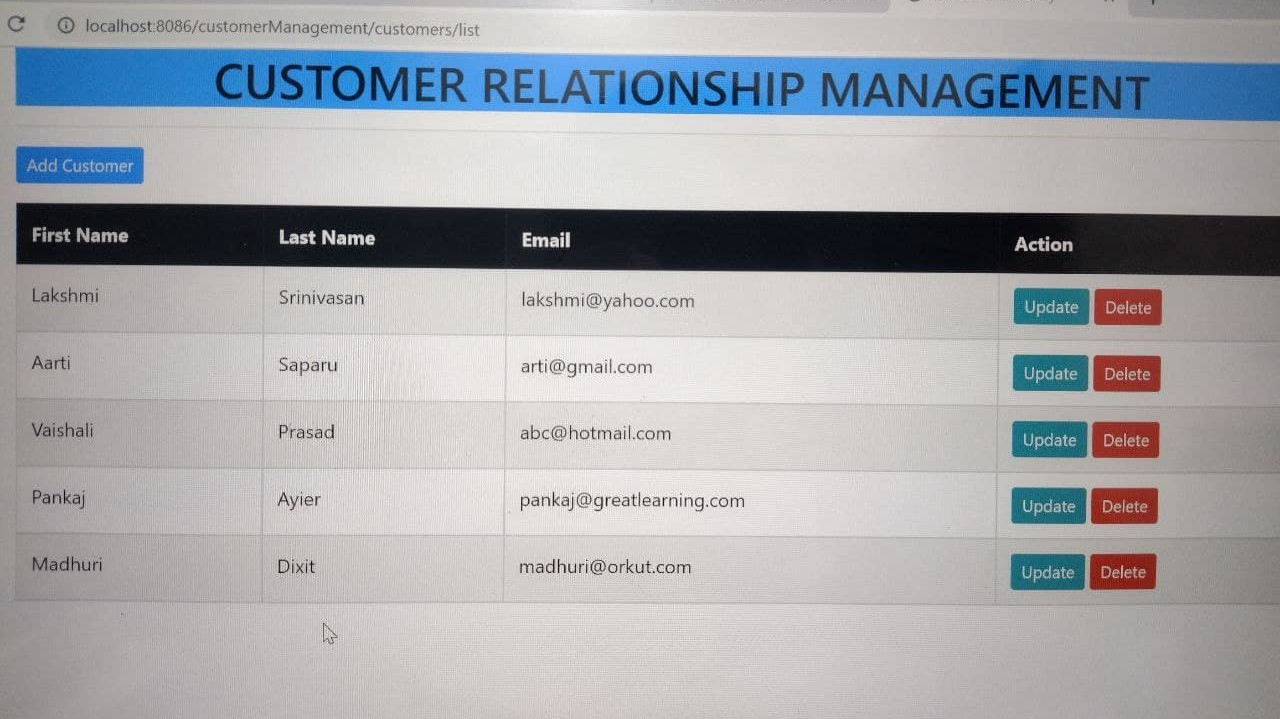 localhost:8086/customerManagement/customers/list
CUSTOMER RELATIONSHIP MANAGEMENT
Add Customer
First Name Last Name Email Action
Lakshmi Srinivasan lakshmi@yahoo.com Update Delete
Aarti Saparu arti@gmail.com Update Delete
Vaishali Prasad abc@hotmail.com Update Delete
Pankaj Ayier pankaj@greatlearning.com Update Delete
Madhuri Dixit madhuri@orkut.com Update Delete